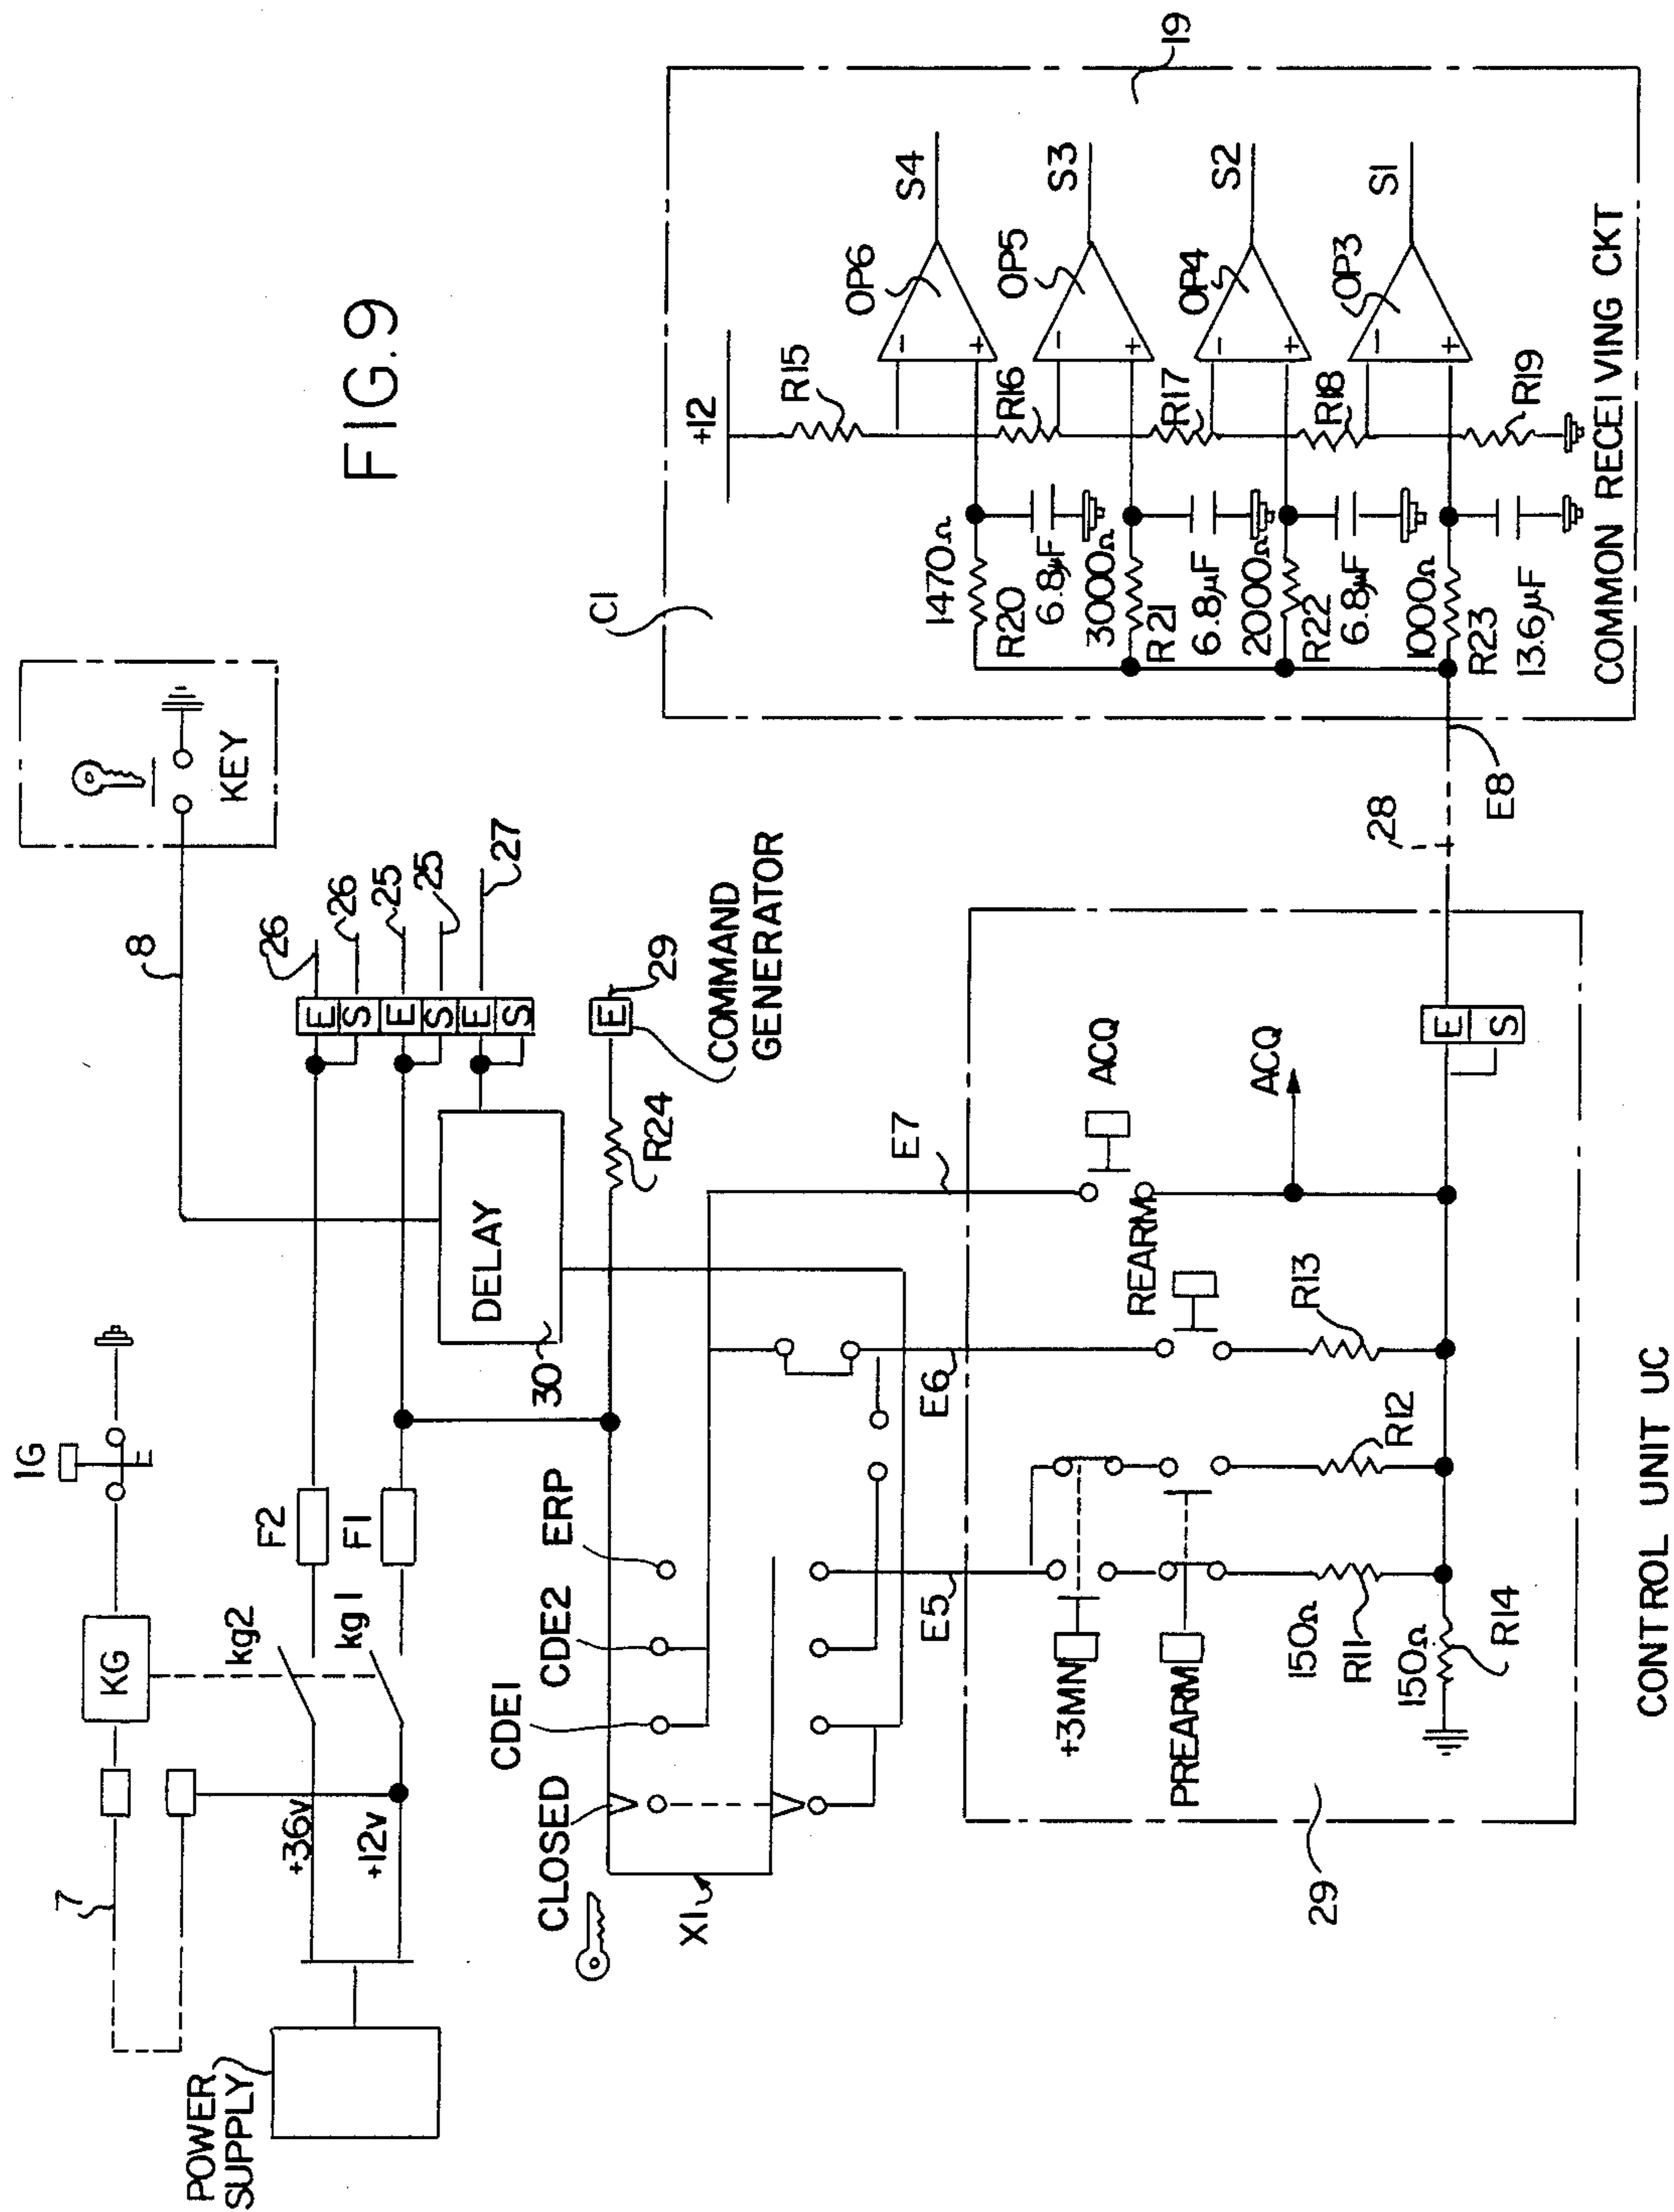 FIG.9
IG
7
KG
kg2
kg1
+36v
+12v
F2
F1
POWER
SUPPLY
8
KEY
26
26
25
25
27
E
S
E
S
E
S
DELAY
30
E
29
R24
COMMAND
GENERATOR
CLOSED
CDE1
CDE2
ERP
X1
E5
E6
E7
+3MN
PREARM
REARM
ACQ
ACQ
150Ω
R11
R12
R13
150Ω
R14
E
S
29
CONTROL UNIT UC
28
E8
C1
19
+12
R15
R16
R17
R18
R19
1470Ω
R20
6.8µF
3000Ω
R21
6.8µF
2000Ω
R22
6.8µF
1000Ω
R23
13.6µF
-
+
OP6
S4
-
+
OP5
S3
-
+
OP4
S2
-
+
OP3
S1
COMMON RECEIVING CKT